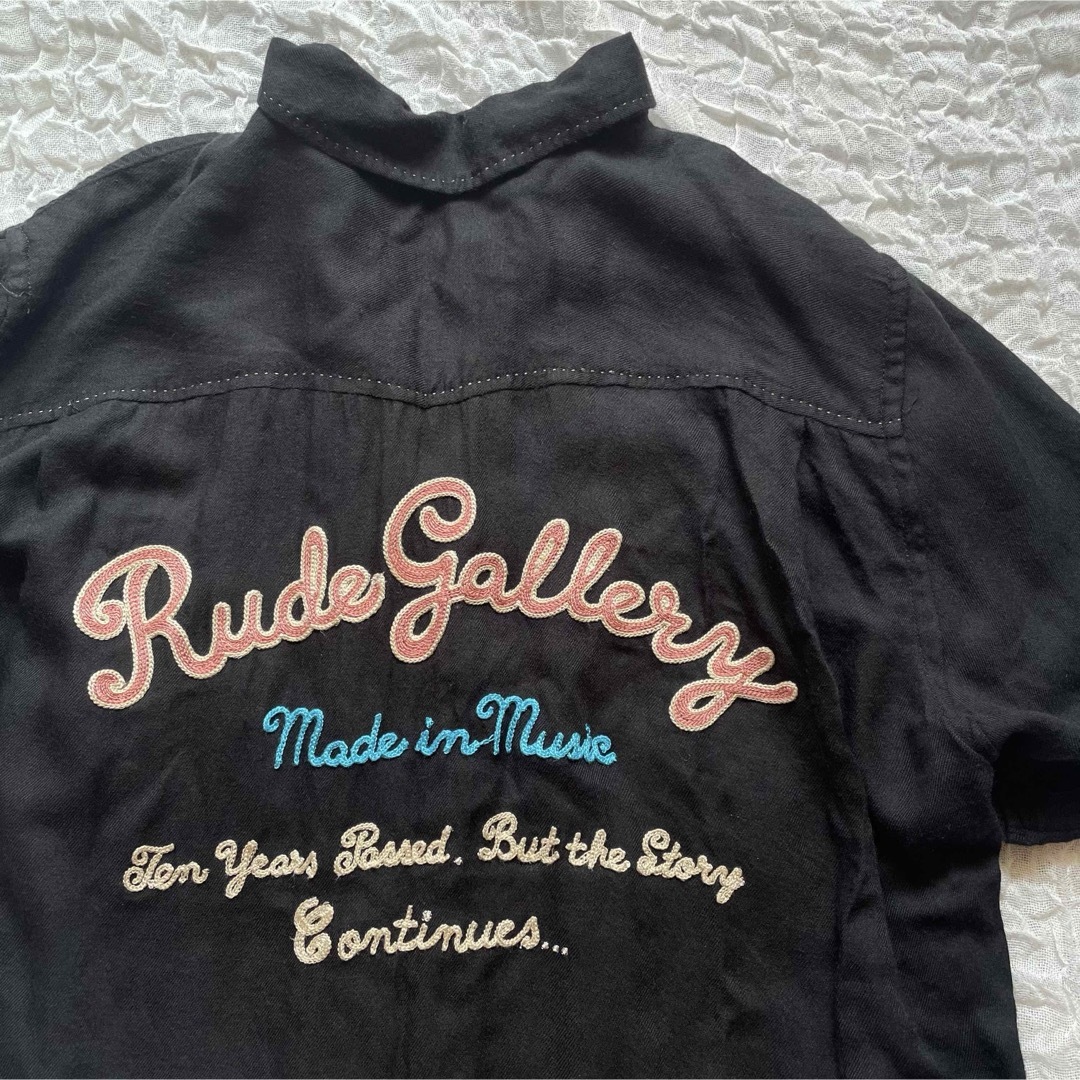 Rude Gallery
Made in Music
Ten Years Passed. But the Story
Continues...